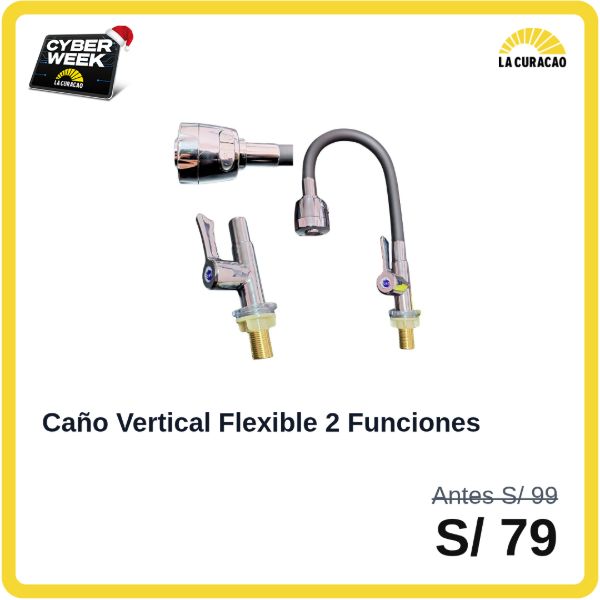 CYBER
WEEK
LA CURACAO
LA CURACAO
Caño Vertical Flexible 2 Funciones
Antes S/ 99
S/ 79